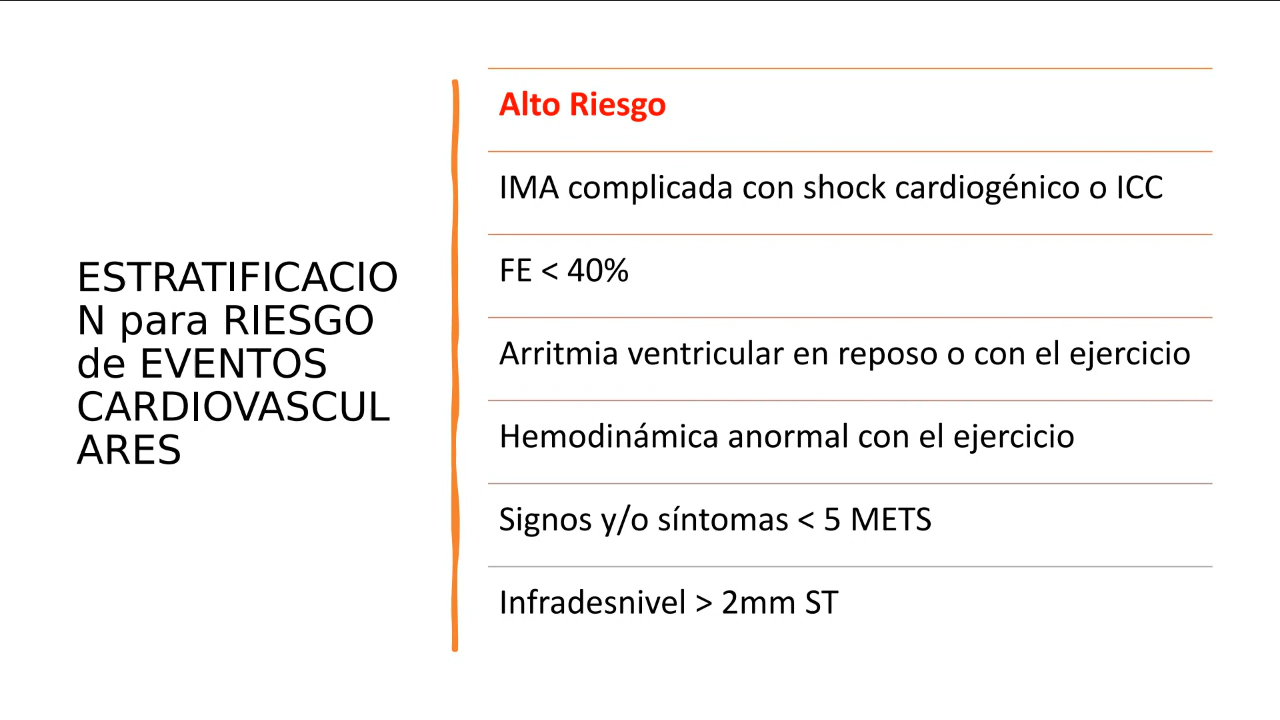 ESTRATIFICACIO
N para RIESGO
de EVENTOS
CARDIOVASCUL
ARES
Alto Riesgo
IMA complicada con shock cardiogénico o ICC
FE < 40%
Arritmia ventricular en reposo o con el ejercicio
Hemodinámica anormal con el ejercicio
Signos y/o síntomas < 5 METS
Infradesnivel > 2mm ST